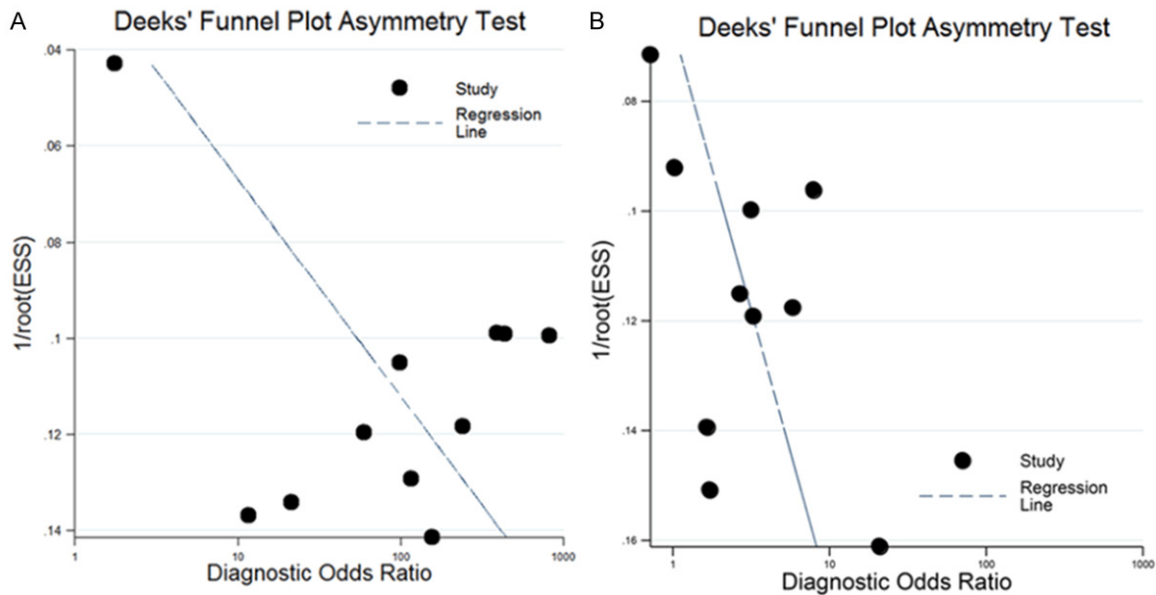 A
Deeks' Funnel Plot Asymmetry Test
.04
.06
.08
.1
.12
.14
1/root(ESS)
Study
Regression
Line
1
10
100
1000
Diagnostic Odds Ratio
B
Deeks' Funnel Plot Asymmetry Test
.08
.1
.12
.14
.16
1/root(ESS)
Study
Regression
Line
1
10
100
1000
Diagnostic Odds Ratio